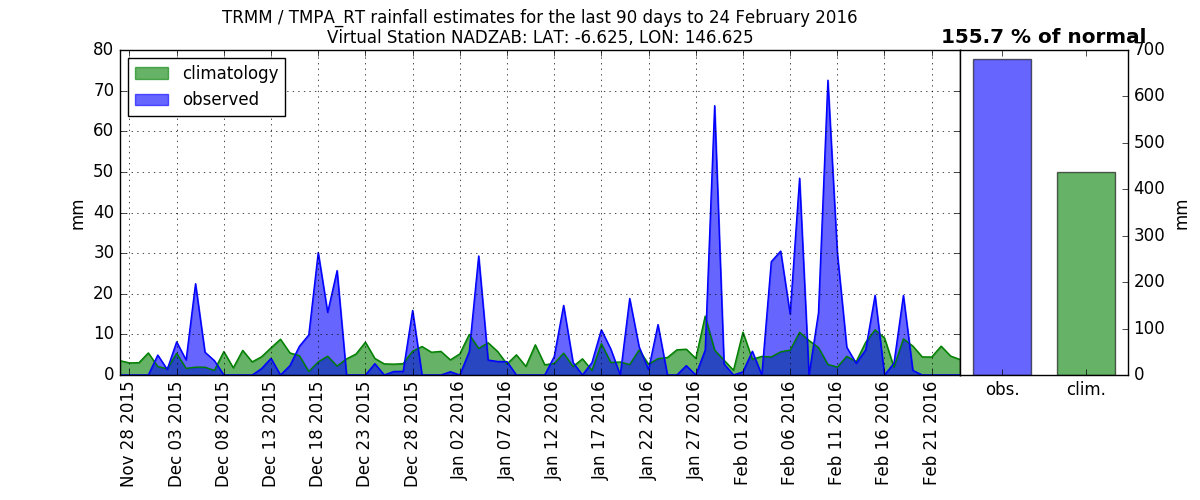 TRMM / TMPA_RT rainfall estimates for the last 90 days to 24 February 2016
Virtual Station NADZAB: LAT: -6.625, LON: 146.625
155.7 % of normal
climatology
observed
80
70
60
50
40
30
20
10
0
mm
Nov 28 2015
Dec 03 2015
Dec 08 2015
Dec 13 2015
Dec 18 2015
Dec 23 2015
Dec 28 2015
Jan 02 2016
Jan 07 2016
Jan 12 2016
Jan 17 2016
Jan 22 2016
Jan 27 2016
Feb 01 2016
Feb 06 2016
Feb 11 2016
Feb 16 2016
Feb 21 2016
700
600
500
400
300
200
100
0
mm
obs.
clim.